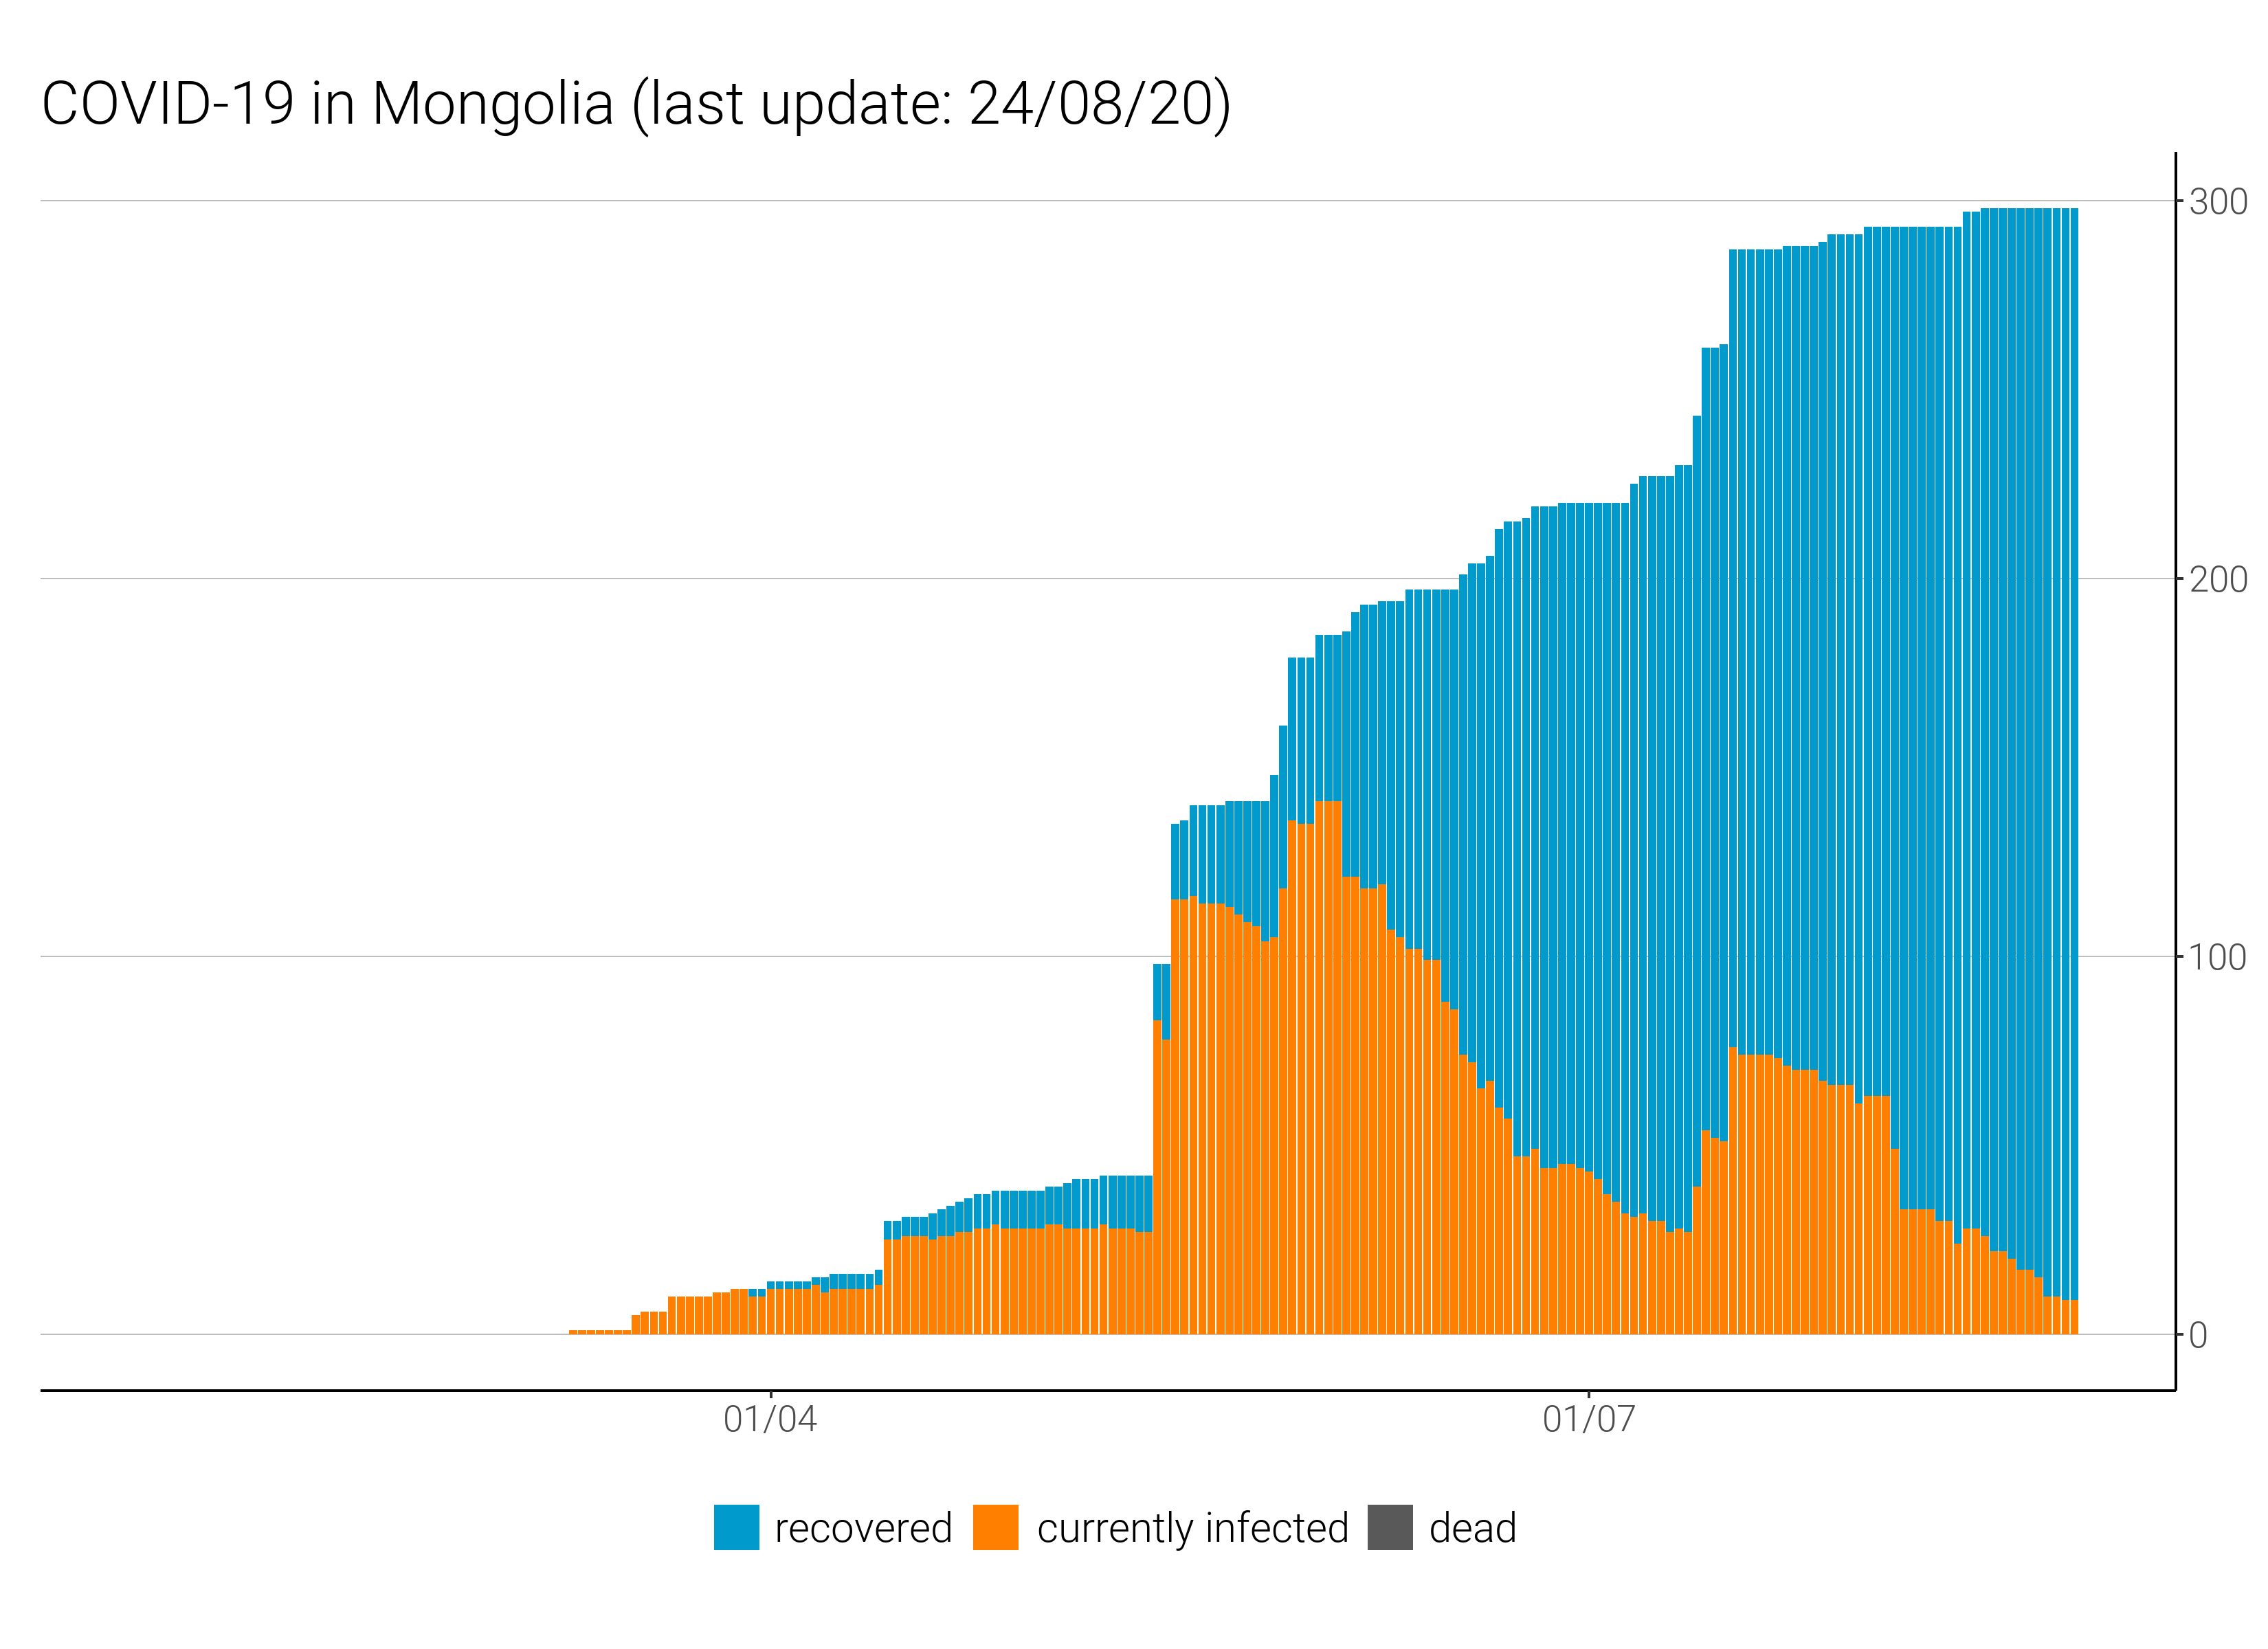 COVID-19 in Mongolia (last update: 24/08/20)
300
200
100
0
01/04 01/07
recovered currently infected dead